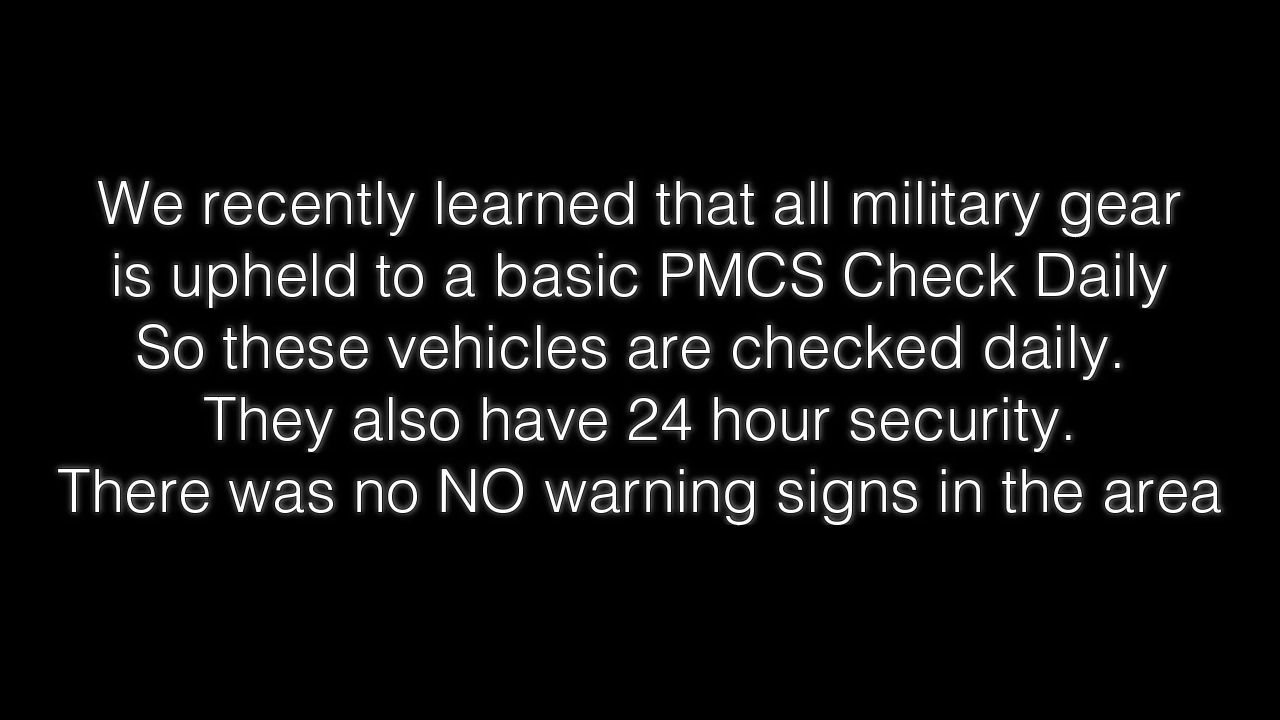 We recently learned that all military gear
is upheld to a basic PMCS Check Daily
So these vehicles are checked daily.
They also have 24 hour security.
There was no NO warning signs in the area